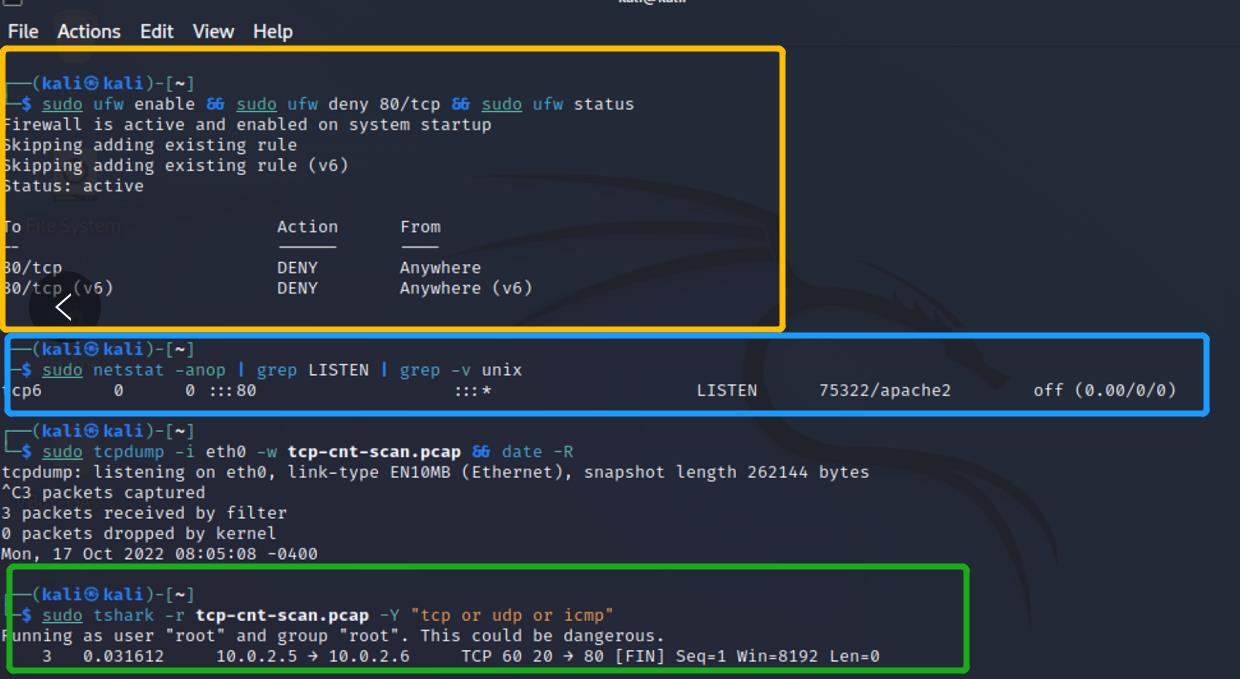 File Actions Edit View Help
(kali㉿kali)-[~]
$ sudo ufw enable && sudo ufw deny 80/tcp && sudo ufw status
Firewall is active and enabled on system startup
Skipping adding existing rule
Skipping adding existing rule (v6)
Status: active
File System
To Action From
-- ------ ----
80/tcp DENY Anywhere
80/tcp (v6) DENY Anywhere (v6)
(kali㉿kali)-[~]
$ sudo netstat -anop | grep LISTEN | grep -v unix
tcp6 0 0 :::80 :::* LISTEN 75322/apache2 off (0.00/0/0)
(kali㉿kali)-[~]
$ sudo tcpdump -i eth0 -w tcp-cnt-scan.pcap && date -R
tcpdump: listening on eth0, link-type EN10MB (Ethernet), snapshot length 262144 bytes
^C3 packets captured
3 packets received by filter
0 packets dropped by kernel
Mon, 17 Oct 2022 08:05:08 -0400
(kali㉿kali)-[~]
$ sudo tshark -r tcp-cnt-scan.pcap -Y "tcp or udp or icmp"
Running as user "root" and group "root". This could be dangerous.
3 0.031612 10.0.2.5 → 10.0.2.6 TCP 60 20 → 80 [FIN] Seq=1 Win=8192 Len=0